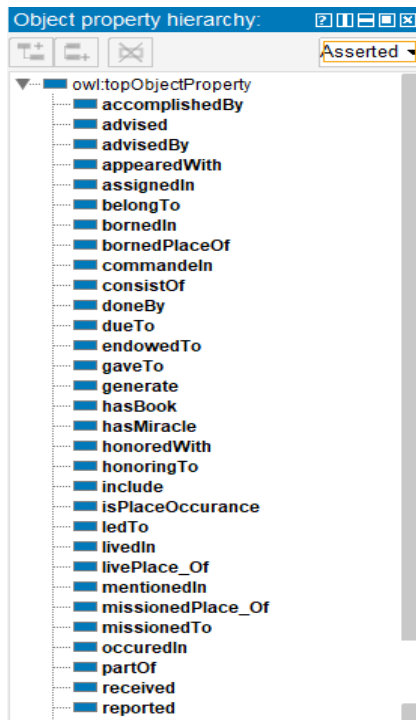 Object property hierarchy:
Asserted
owl:topObjectProperty
accomplishedBy
advised
advisedBy
appearedWith
assignedIn
belongTo
bornedIn
bornedPlaceOf
commandeIn
consistOf
doneBy
dueTo
endowedTo
gaveTo
generate
hasBook
hasMiracle
honoredWith
honoringTo
include
isPlaceOccurance
ledTo
livedIn
livePlace_Of
mentionedIn
missionedPlace_Of
missionedTo
occuredIn
partOf
received
reported